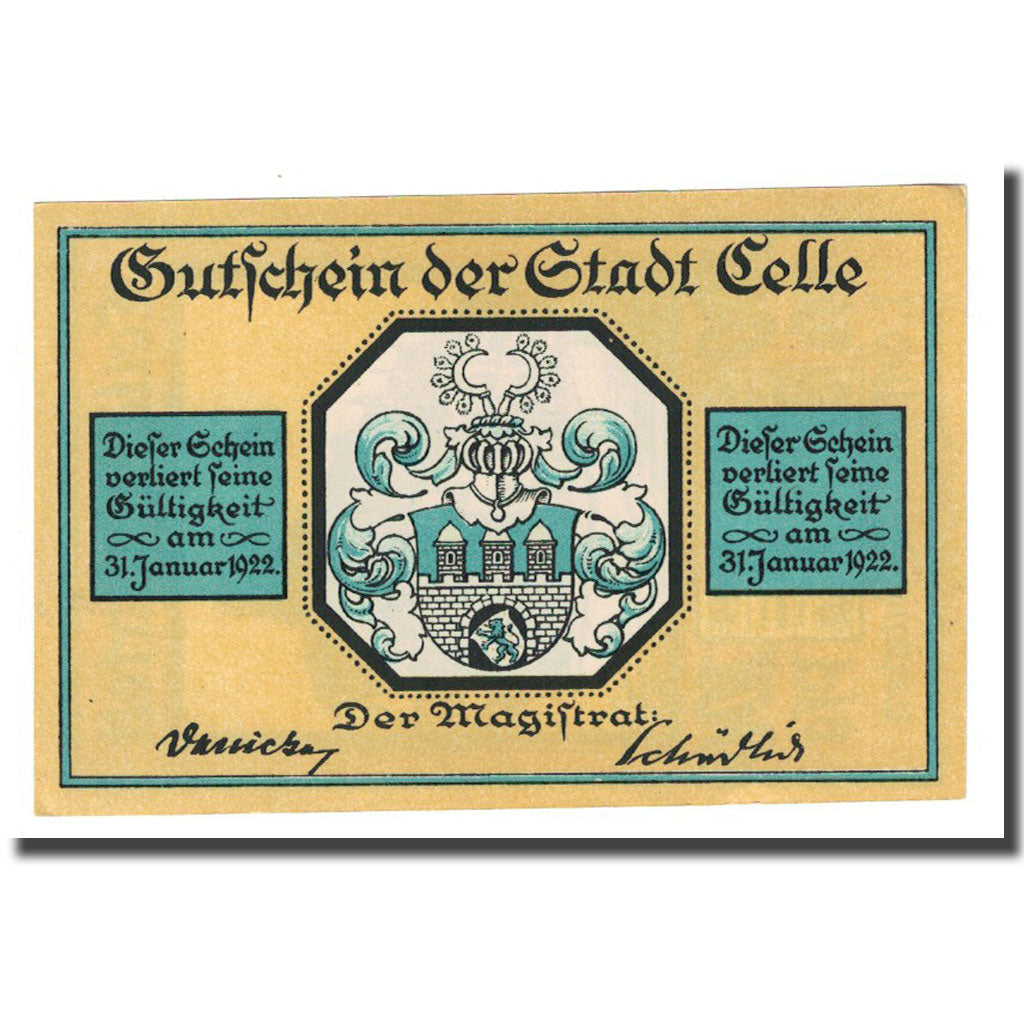 Gutschein der Stadt Celle
Dieser Schein
verliert seine
Gültigkeit
am
31. Januar 1922.
Dieser Schein
verliert seine
Gültigkeit
am
31. Januar 1922.
Der Magistrat: